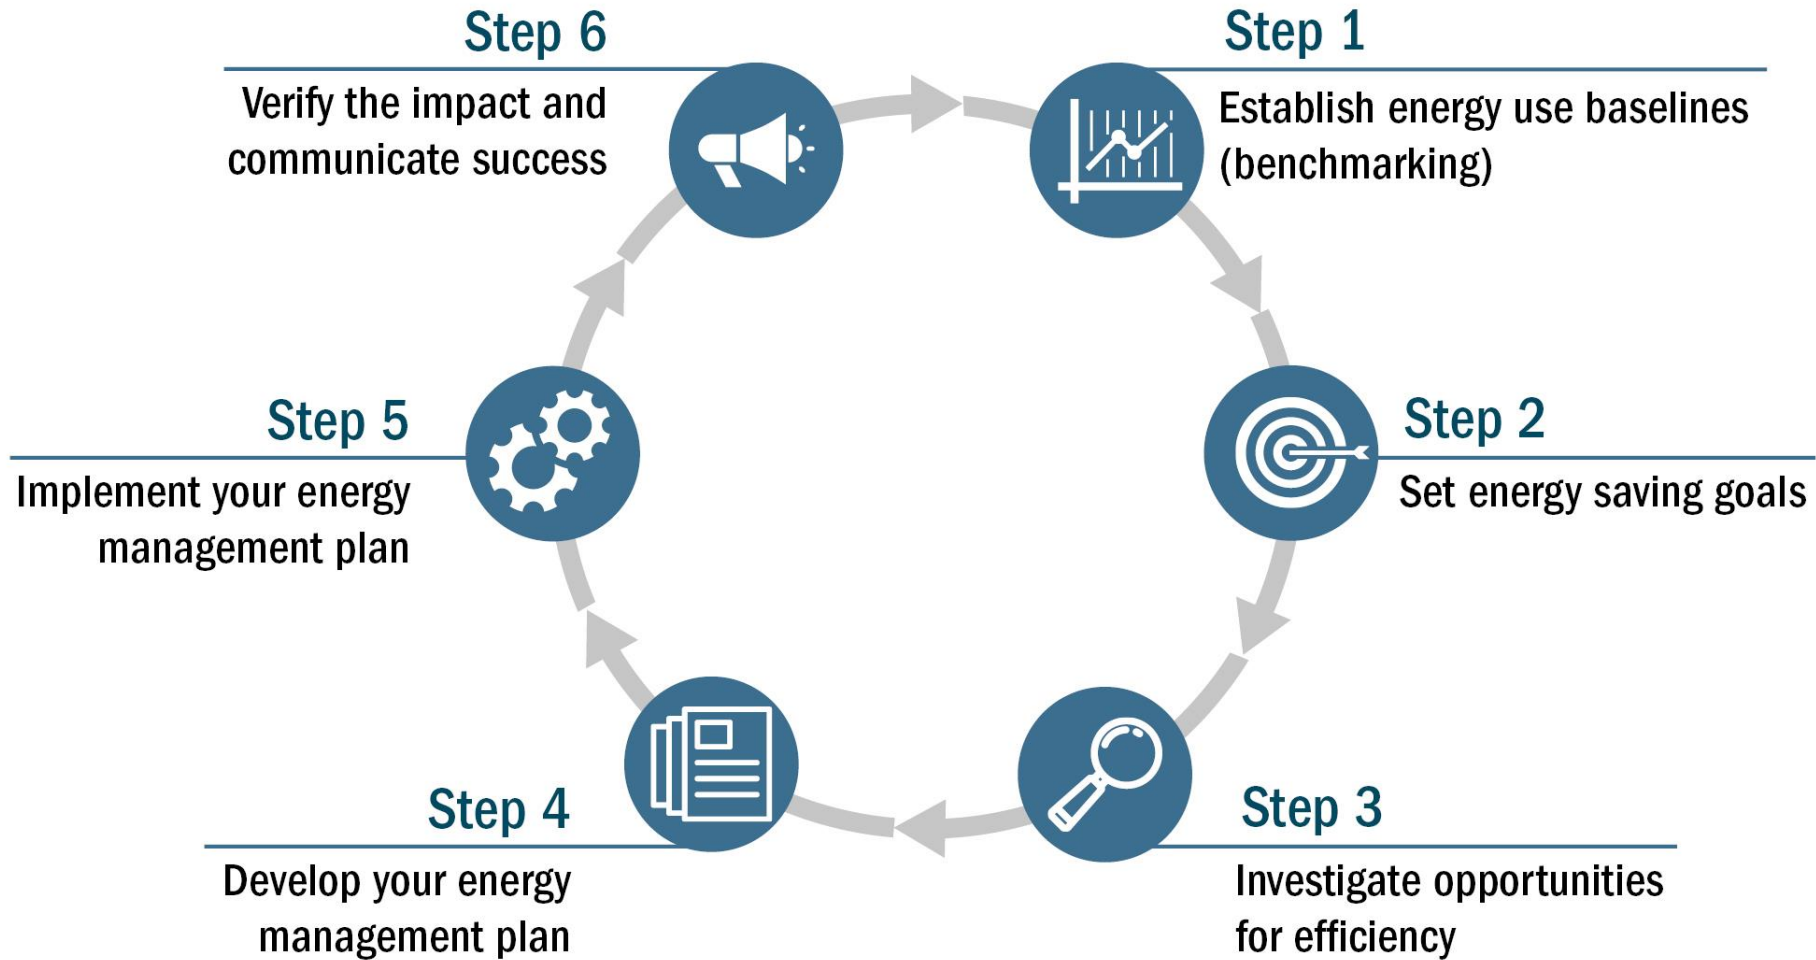 Step 1
Establish energy use baselines
(benchmarking)
Step 2
Set energy saving goals
Step 3
Investigate opportunities
for efficiency
Step 4
Develop your energy
management plan
Step 5
Implement your energy
management plan
Step 6
Verify the impact and
communicate success